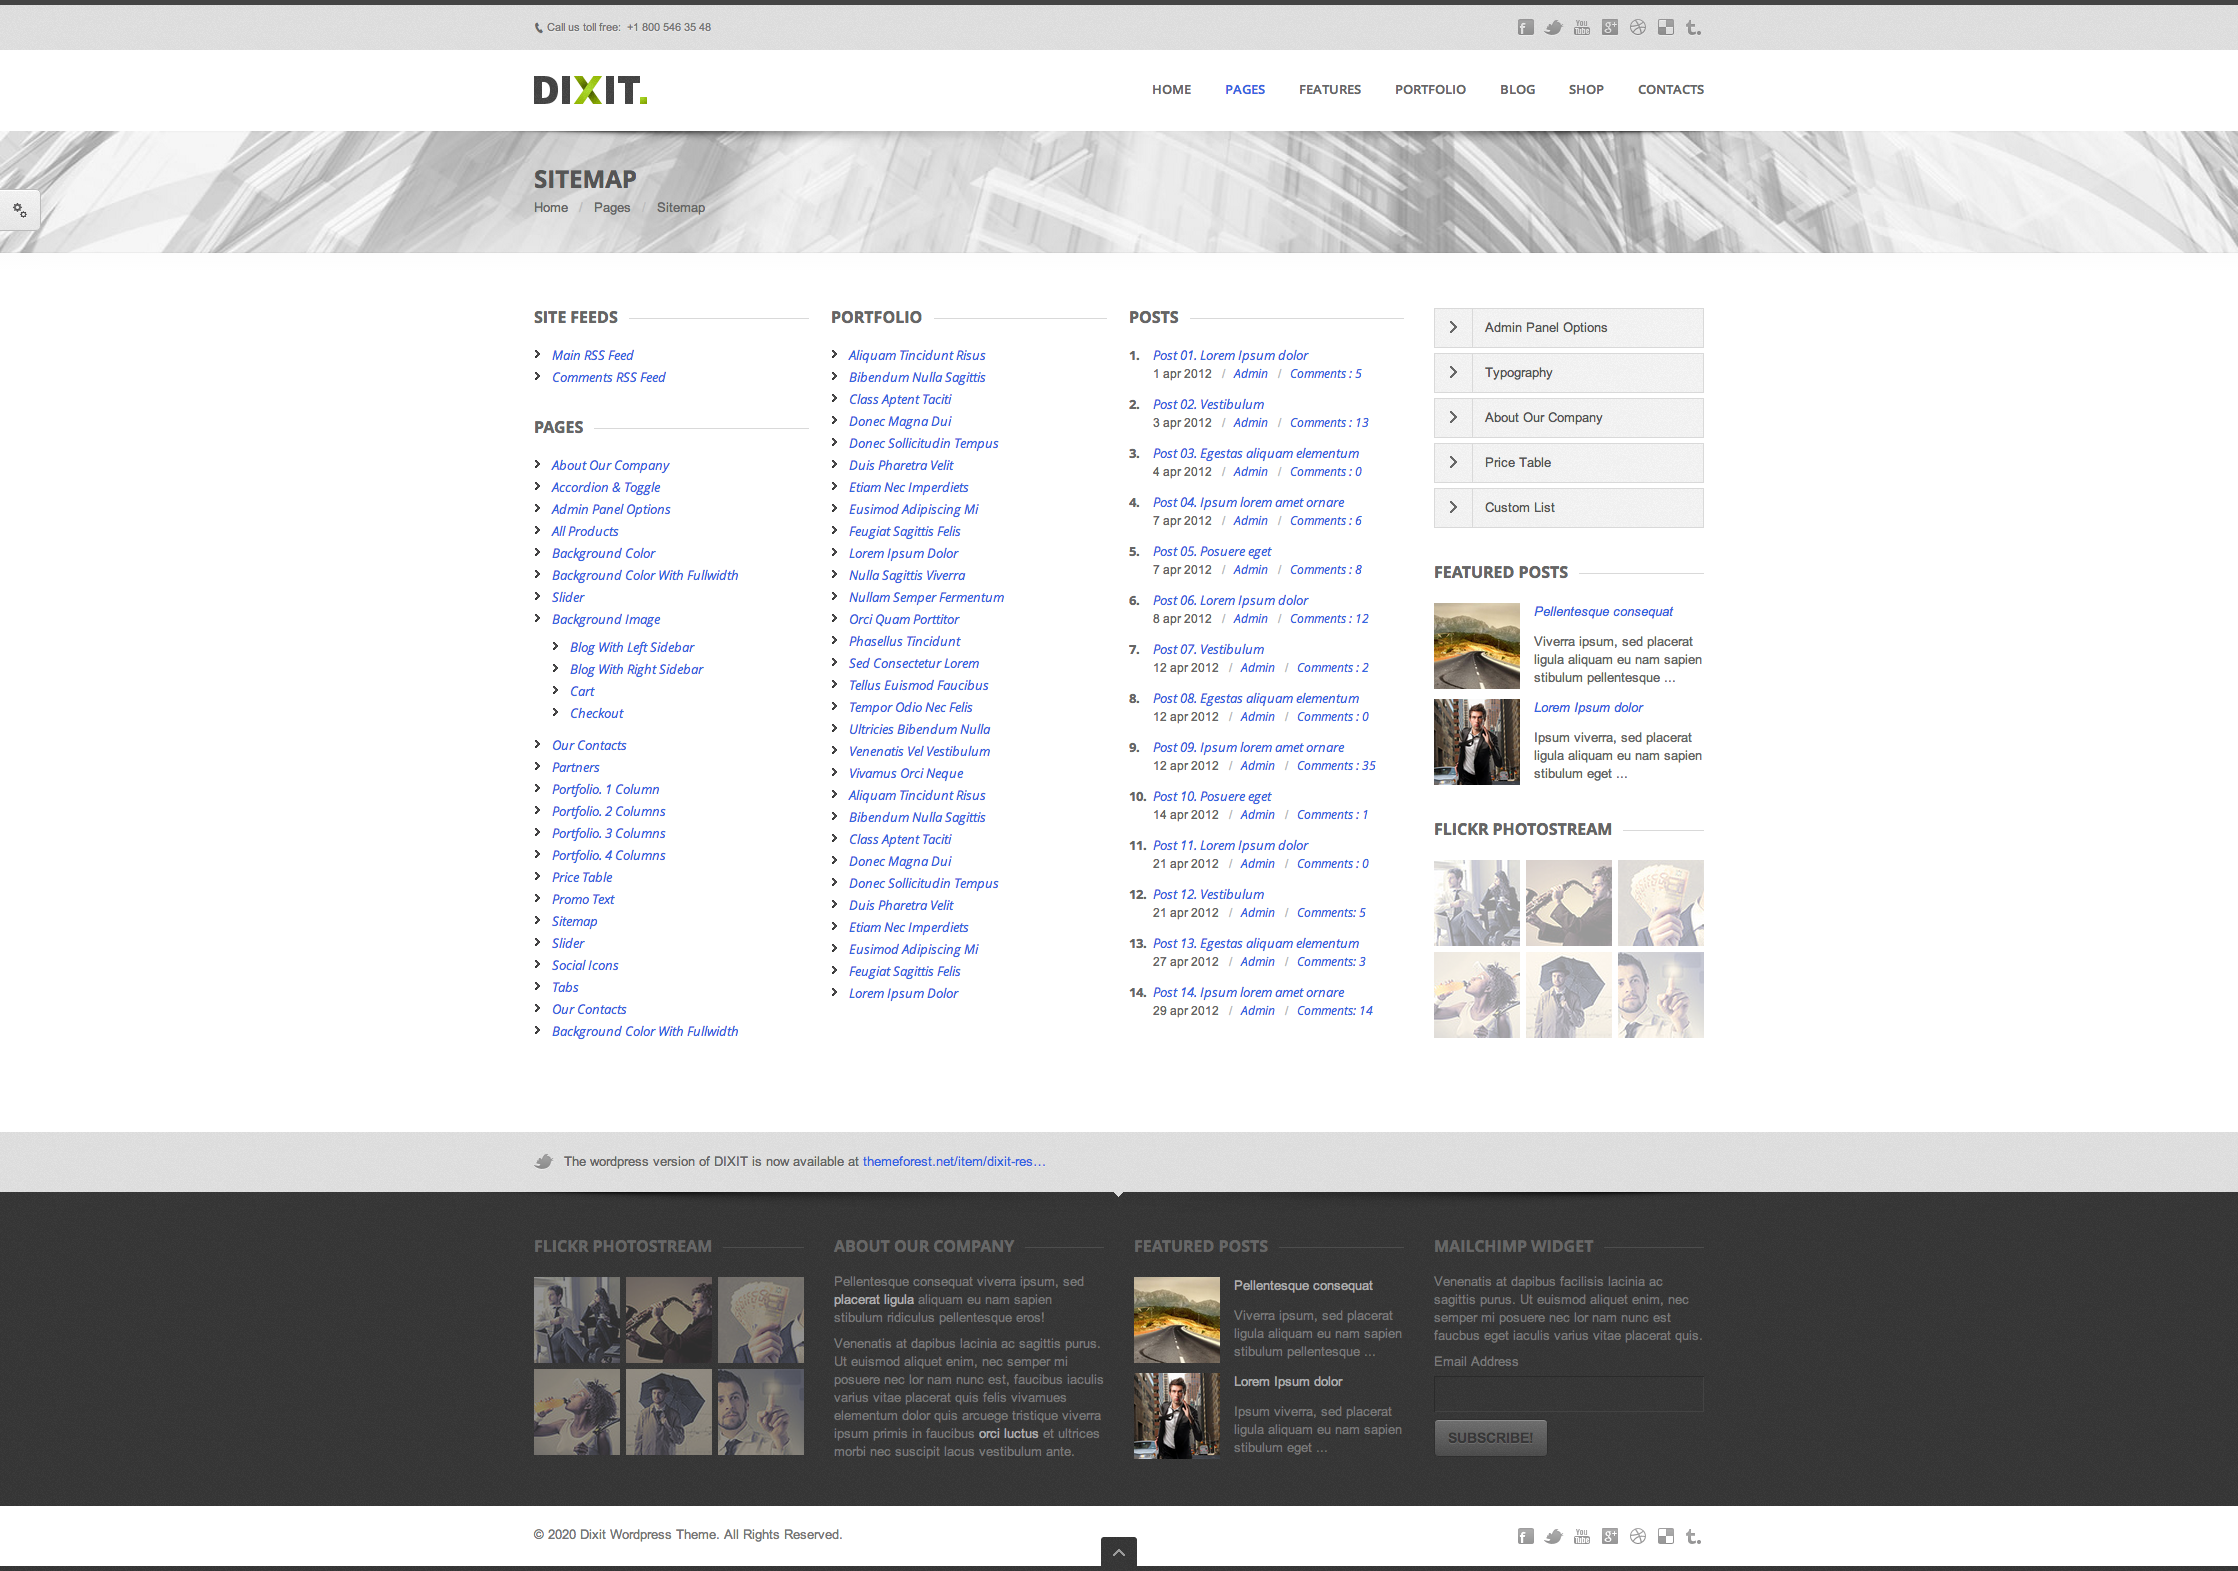 Call us toll free: +1 800 546 35 48
DIXIT.
HOME PAGES FEATURES PORTFOLIO BLOG SHOP CONTACTS
SITEMAP
Home / Pages / Sitemap
SITE FEEDS
Main RSS Feed
Comments RSS Feed
PAGES
About Our Company
Accordion & Toggle
Admin Panel Options
All Products
Background Color
Background Color With Fullwidth
Slider
Background Image
Blog With Left Sidebar
Blog With Right Sidebar
Cart
Checkout
Our Contacts
Partners
Portfolio. 1 Column
Portfolio. 2 Columns
Portfolio. 3 Columns
Portfolio. 4 Columns
Price Table
Promo Text
Sitemap
Slider
Social Icons
Tabs
Our Contacts
Background Color With Fullwidth
PORTFOLIO
Aliquam Tincidunt Risus
Bibendum Nulla Sagittis
Class Aptent Taciti
Donec Magna Dui
Donec Sollicitudin Tempus
Duis Pharetra Velit
Etiam Nec Imperdiets
Eusimod Adipiscing Mi
Feugiat Sagittis Felis
Lorem Ipsum Dolor
Nulla Sagittis Viverra
Nullam Semper Fermentum
Orci Quam Porttitor
Phasellus Tincidunt
Sed Consectetur Lorem
Tellus Euismod Faucibus
Tempor Odio Nec Felis
Ultricies Bibendum Nulla
Venenatis Vel Vestibulum
Vivamus Orci Neque
Aliquam Tincidunt Risus
Bibendum Nulla Sagittis
Class Aptent Taciti
Donec Magna Dui
Donec Sollicitudin Tempus
Duis Pharetra Velit
Etiam Nec Imperdiets
Eusimod Adipiscing Mi
Feugiat Sagittis Felis
Lorem Ipsum Dolor
POSTS
1. Post 01. Lorem Ipsum dolor
1 apr 2012 / Admin / Comments : 5
2. Post 02. Vestibulum
3 apr 2012 / Admin / Comments : 13
3. Post 03. Egestas aliquam elementum
4 apr 2012 / Admin / Comments : 0
4. Post 04. Ipsum lorem amet ornare
7 apr 2012 / Admin / Comments : 6
5. Post 05. Posuere eget
7 apr 2012 / Admin / Comments : 8
6. Post 06. Lorem Ipsum dolor
8 apr 2012 / Admin / Comments : 12
7. Post 07. Vestibulum
12 apr 2012 / Admin / Comments : 2
8. Post 08. Egestas aliquam elementum
12 apr 2012 / Admin / Comments : 0
9. Post 09. Ipsum lorem amet ornare
12 apr 2012 / Admin / Comments : 35
10. Post 10. Posuere eget
14 apr 2012 / Admin / Comments : 1
11. Post 11. Lorem Ipsum dolor
21 apr 2012 / Admin / Comments : 0
12. Post 12. Vestibulum
21 apr 2012 / Admin / Comments: 5
13. Post 13. Egestas aliquam elementum
27 apr 2012 / Admin / Comments: 3
14. Post 14. Ipsum lorem amet ornare
29 apr 2012 / Admin / Comments: 14
Admin Panel Options
Typography
About Our Company
Price Table
Custom List
FEATURED POSTS
Pellentesque consequat
Viverra ipsum, sed placerat
ligula aliquam eu nam sapien
stibulum pellentesque ...
Lorem Ipsum dolor
Ipsum viverra, sed placerat
ligula aliquam eu nam sapien
stibulum eget ...
FLICKR PHOTOSTREAM
The wordpress version of DIXIT is now available at themeforest.net/item/dixit-res...
FLICKR PHOTOSTREAM
ABOUT OUR COMPANY
Pellentesque consequat viverra ipsum, sed
placerat ligula aliquam eu nam sapien
stibulum ridiculus pellentesque eros!
Venenatis at dapibus lacinia ac sagittis purus.
Ut euismod aliquet enim, nec semper mi
posuere nec lor nam nunc est, faucibus iaculis
varius vitae placerat quis felis vivamues
elementum dolor quis arcuege tristique viverra
ipsum primis in faucibus orci luctus et ultrices
morbi nec suscipit lacus vestibulum ante.
FEATURED POSTS
Pellentesque consequat
Viverra ipsum, sed placerat
ligula aliquam eu nam sapien
stibulum pellentesque ...
Lorem Ipsum dolor
Ipsum viverra, sed placerat
ligula aliquam eu nam sapien
stibulum eget ...
MAILCHIMP WIDGET
Venenatis at dapibus facilisis lacinia ac
sagittis purus. Ut euismod aliquet enim, nec
semper mi posuere nec lor nam nunc est
faucbus eget iaculis varius vitae placerat quis.
Email Address
SUBSCRIBE!
© 2020 Dixit Wordpress Theme. All Rights Reserved.